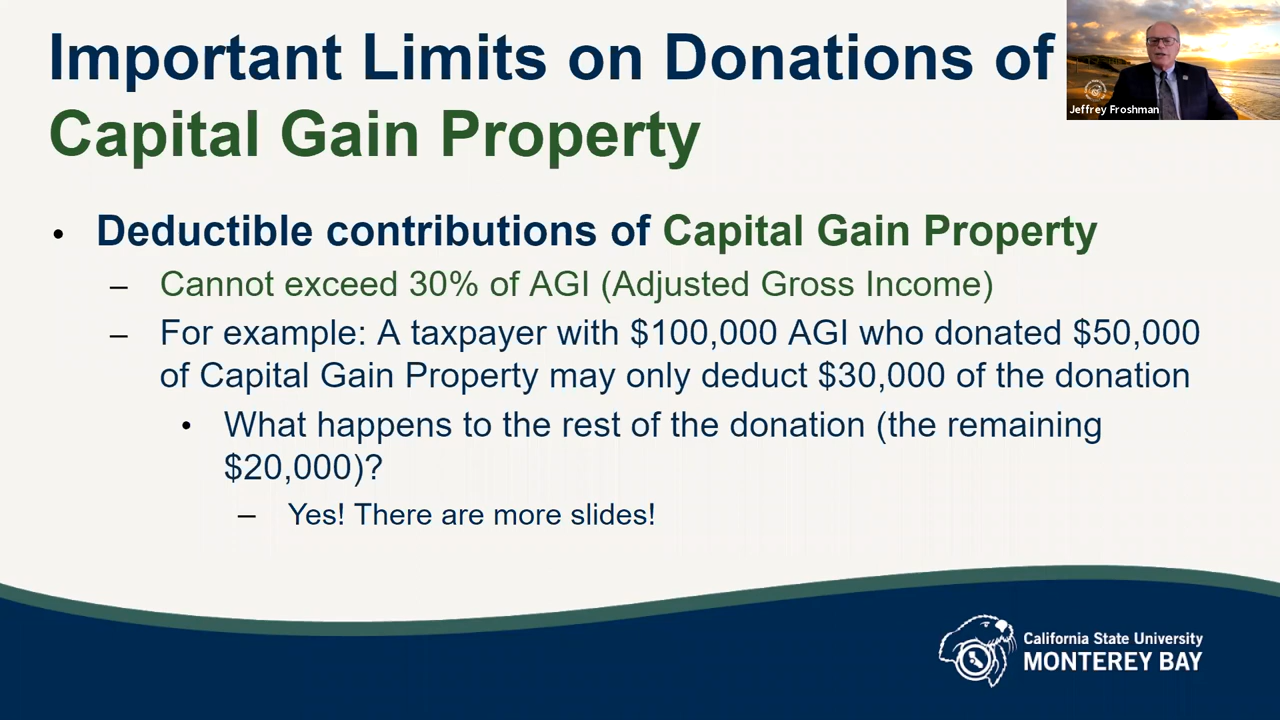 Important Limits on Donations of
Capital Gain Property
Jeffrey Froshman
• Deductible contributions of Capital Gain Property
– Cannot exceed 30% of AGI (Adjusted Gross Income)
– For example: A taxpayer with $100,000 AGI who donated $50,000
of Capital Gain Property may only deduct $30,000 of the donation
• What happens to the rest of the donation (the remaining
$20,000)?
– Yes! There are more slides!
California State University
MONTEREY BAY